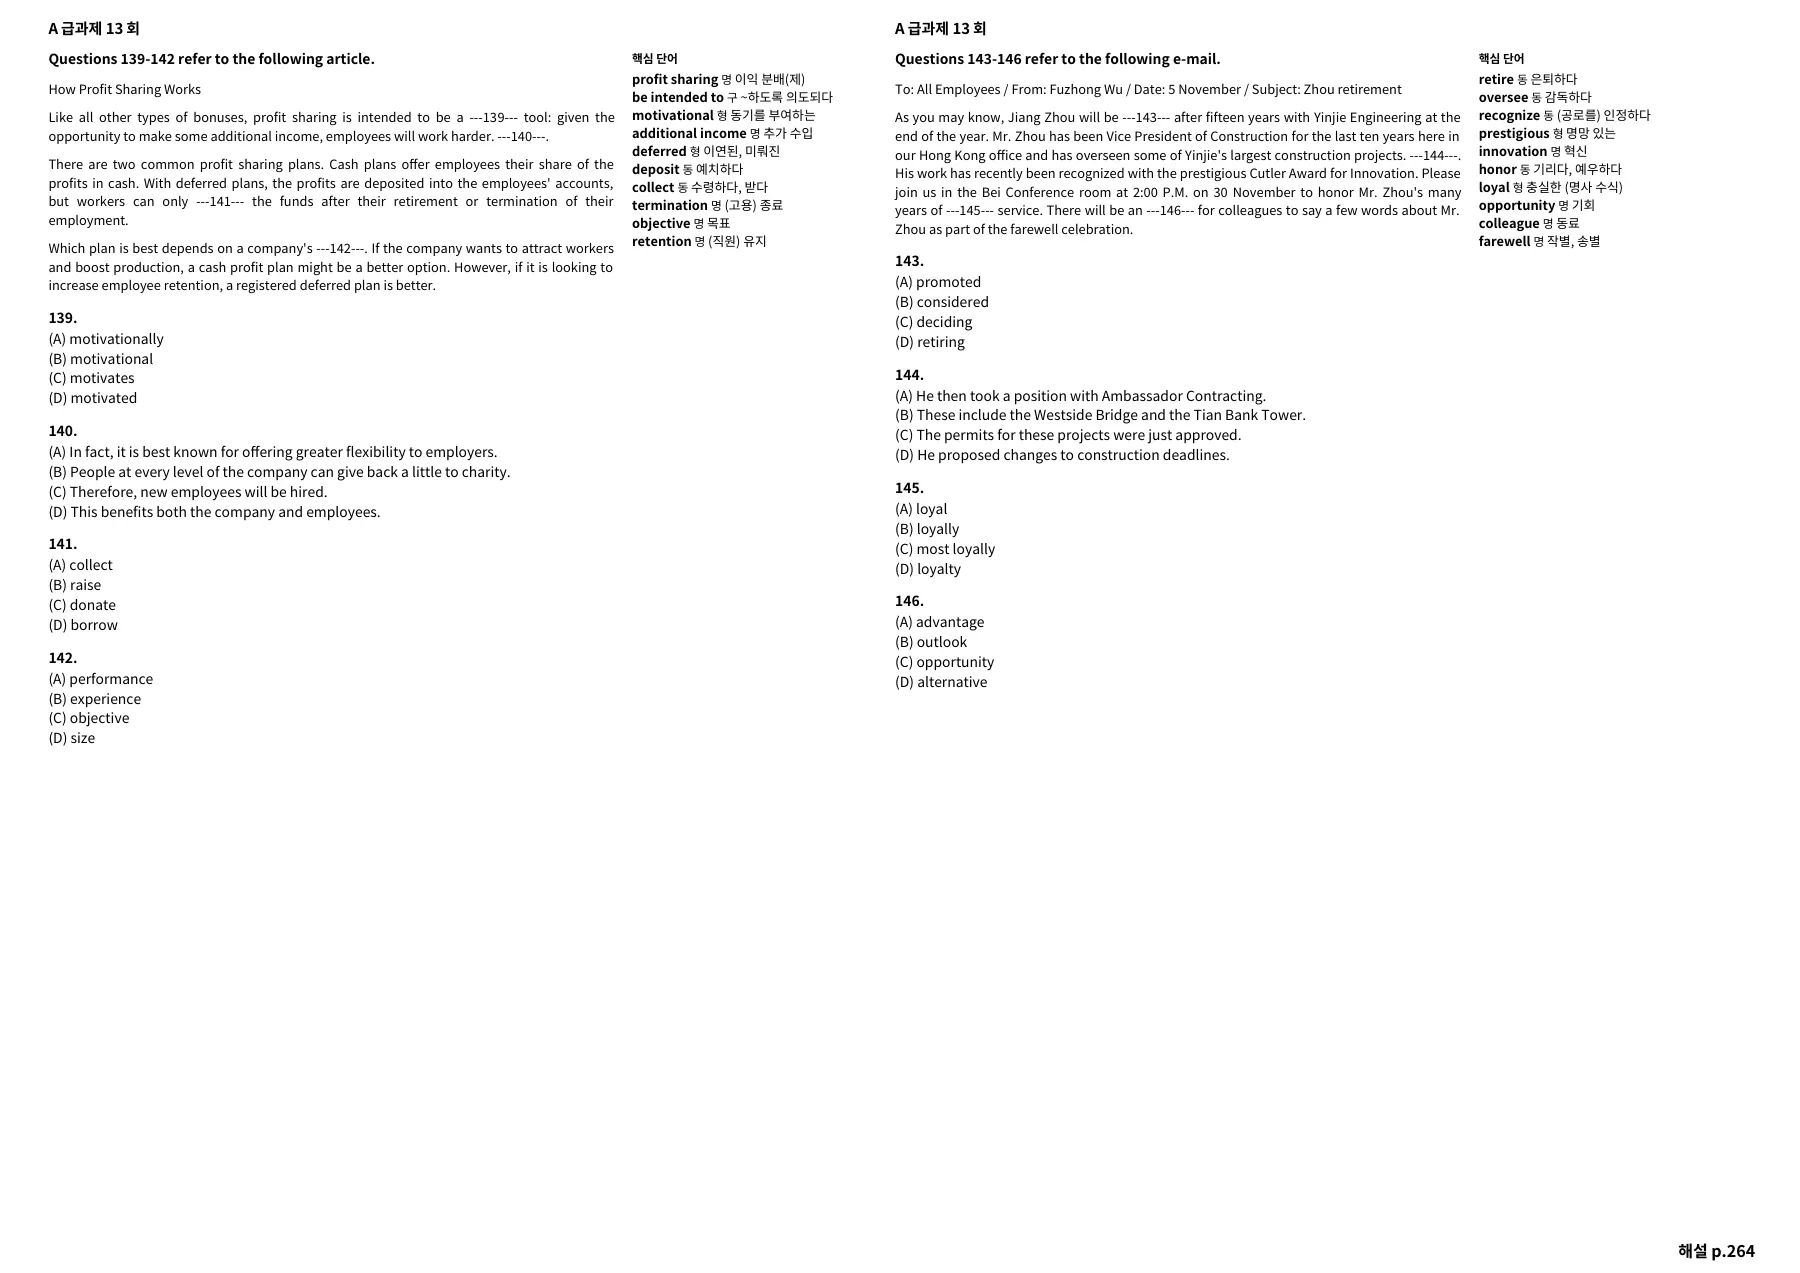 A 급과제 13 회
Questions 139-142 refer to the following article.
How Profit Sharing Works
Like all other types of bonuses, profit sharing is intended to be a ---139--- tool: given the
opportunity to make some additional income, employees will work harder. ---140---.
There are two common profit sharing plans. Cash plans offer employees their share of the
profits in cash. With deferred plans, the profits are deposited into the employees' accounts,
but workers can only ---141--- the funds after their retirement or termination of their
employment.
Which plan is best depends on a company's ---142---. If the company wants to attract workers
and boost production, a cash profit plan might be a better option. However, if it is looking to
increase employee retention, a registered deferred plan is better.
139.
(A) motivationally
(B) motivational
(C) motivates
(D) motivated
140.
(A) In fact, it is best known for offering greater flexibility to employers.
(B) People at every level of the company can give back a little to charity.
(C) Therefore, new employees will be hired.
(D) This benefits both the company and employees.
141.
(A) collect
(B) raise
(C) donate
(D) borrow
142.
(A) performance
(B) experience
(C) objective
(D) size
핵심 단어
profit sharing 명 이익 분배(제)
be intended to 구 ~하도록 의도되다
motivational 형 동기를 부여하는
additional income 명 추가 수입
deferred 형 이연된, 미뤄진
deposit 동 예치하다
collect 동 수령하다, 받다
termination 명 (고용) 종료
objective 명 목표
retention 명 (직원) 유지
A 급과제 13 회
Questions 143-146 refer to the following e-mail.
To: All Employees / From: Fuzhong Wu / Date: 5 November / Subject: Zhou retirement
As you may know, Jiang Zhou will be ---143--- after fifteen years with Yinjie Engineering at the
end of the year. Mr. Zhou has been Vice President of Construction for the last ten years here in
our Hong Kong office and has overseen some of Yinjie's largest construction projects. ---144---.
His work has recently been recognized with the prestigious Cutler Award for Innovation. Please
join us in the Bei Conference room at 2:00 P.M. on 30 November to honor Mr. Zhou's many
years of ---145--- service. There will be an ---146--- for colleagues to say a few words about Mr.
Zhou as part of the farewell celebration.
143.
(A) promoted
(B) considered
(C) deciding
(D) retiring
144.
(A) He then took a position with Ambassador Contracting.
(B) These include the Westside Bridge and the Tian Bank Tower.
(C) The permits for these projects were just approved.
(D) He proposed changes to construction deadlines.
145.
(A) loyal
(B) loyally
(C) most loyally
(D) loyalty
146.
(A) advantage
(B) outlook
(C) opportunity
(D) alternative
핵심 단어
retire 동 은퇴하다
oversee 동 감독하다
recognize 동 (공로를) 인정하다
prestigious 형 명망 있는
innovation 명 혁신
honor 동 기리다, 예우하다
loyal 형 충실한 (명사 수식)
opportunity 명 기회
colleague 명 동료
farewell 명 작별, 송별
해설 p.264